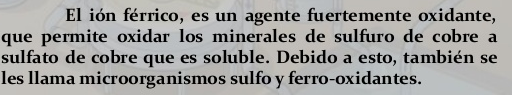 El ión férrico, es un agente fuertemente oxidante,
que permite oxidar los minerales de sulfuro de cobre a
sulfato de cobre que es soluble. Debido a esto, también se
les llama microorganismos sulfo y ferro-oxidantes.